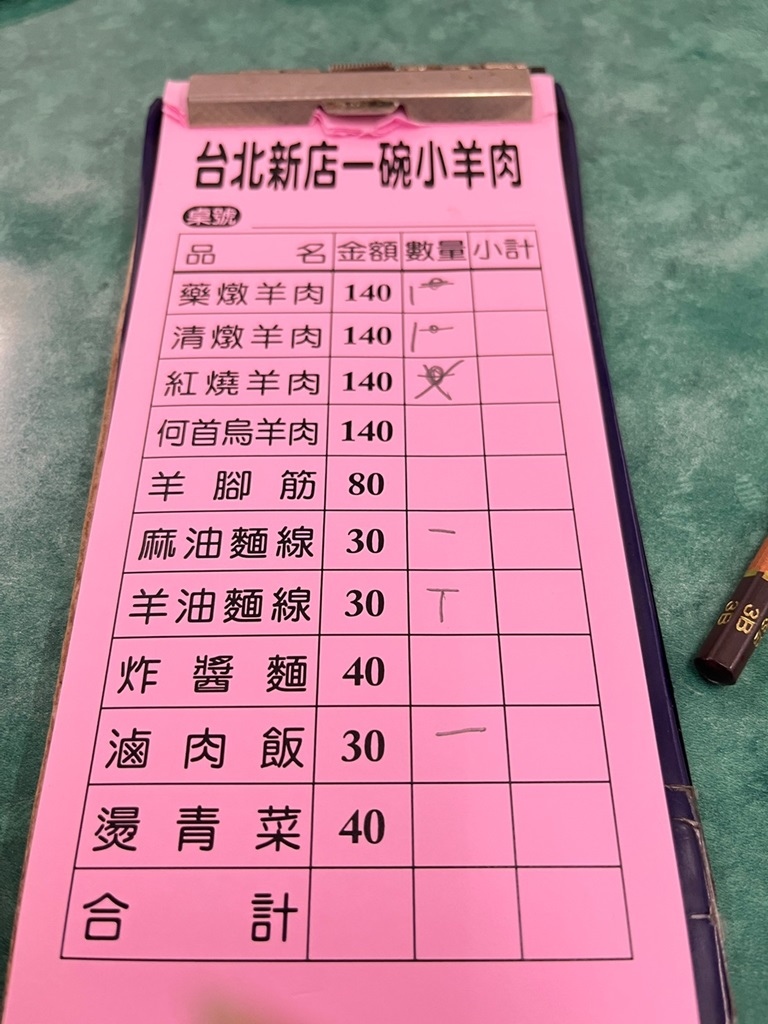 台北新店一碗小羊肉
桌號
品名 金額 數量 小計
藥燉羊肉 140
清燉羊肉 140
紅燒羊肉 140
何首烏羊肉 140
羊腳筋 80
麻油麵線 30 一
羊油麵線 30 T
炸醬麵 40
滷肉飯 30 一
燙青菜 40
合計
3B
3B